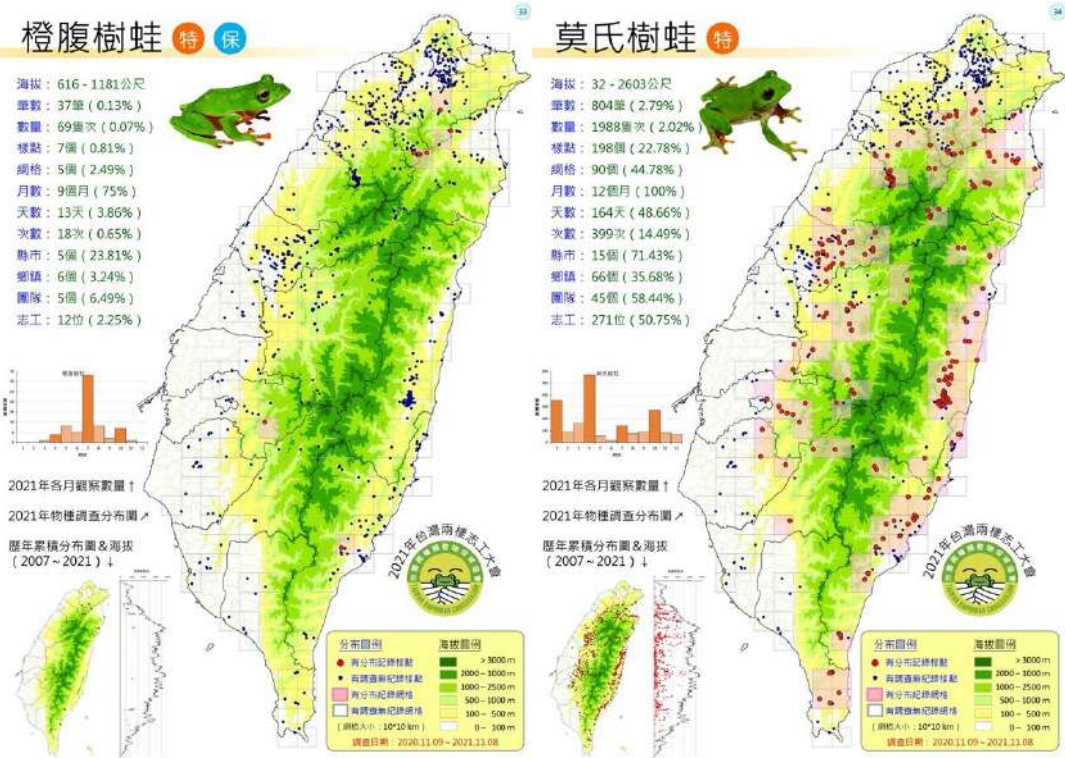 33
橙腹樹蛙 特 保
海拔：616 - 1181公尺
筆數：37筆 ( 0.13% )
數量：69隻次 ( 0.07% )
樣點：7個 ( 0.81% )
網格：5個 ( 2.49% )
月數：9個月 ( 75% )
天數：13天 ( 3.86% )
次數：18次 ( 0.65% )
縣市：5個 ( 23.81% )
鄉鎮：6個 ( 3.24% )
團隊：5個 ( 6.49% )
志工：12位 ( 2.25% )
橙腹樹蛙
2021年各月觀察數量↑
2021年物種調查分布圖↗
歷年累積分布圖&海拔
( 2007 ~ 2021 ) ↓
2021年台灣兩棲志工大會
分布圖例
有分布記錄樣點
有調查無紀錄樣點
有分布記錄網格
有調查無紀錄網格
( 網格大小：10*10 km )
海拔圖例
> 3000 m
2000 ~ 1000 m
1000 ~ 2500 m
500 ~ 1000 m
100 ~ 500 m
0 ~ 100 m
調查日期：2020.11.09 ~ 2021.11.08
34
莫氏樹蛙 特
海拔：32 - 2603公尺
筆數：804筆 ( 2.79% )
數量：1988隻次 ( 2.02% )
樣點：198個 ( 22.78% )
網格：90個 ( 44.78% )
月數：12個月 ( 100% )
天數：164天 ( 48.66% )
次數：399次 ( 14.49% )
縣市：15個 ( 71.43% )
鄉鎮：66個 ( 35.68% )
團隊：45個 ( 58.44% )
志工：271位 ( 50.75% )
莫氏樹蛙
2021年各月觀察數量↑
2021年物種調查分布圖↗
歷年累積分布圖&海拔
( 2007 ~ 2021 ) ↓
2021年台灣兩棲志工大會
分布圖例
有分布記錄樣點
有調查無紀錄樣點
有分布記錄網格
有調查無紀錄網格
( 網格大小：10*10 km )
海拔圖例
> 3000 m
2000 ~ 1000 m
1000 ~ 2500 m
500 ~ 1000 m
100 ~ 500 m
0 ~ 100 m
調查日期：2020.11.09 ~ 2021.11.08